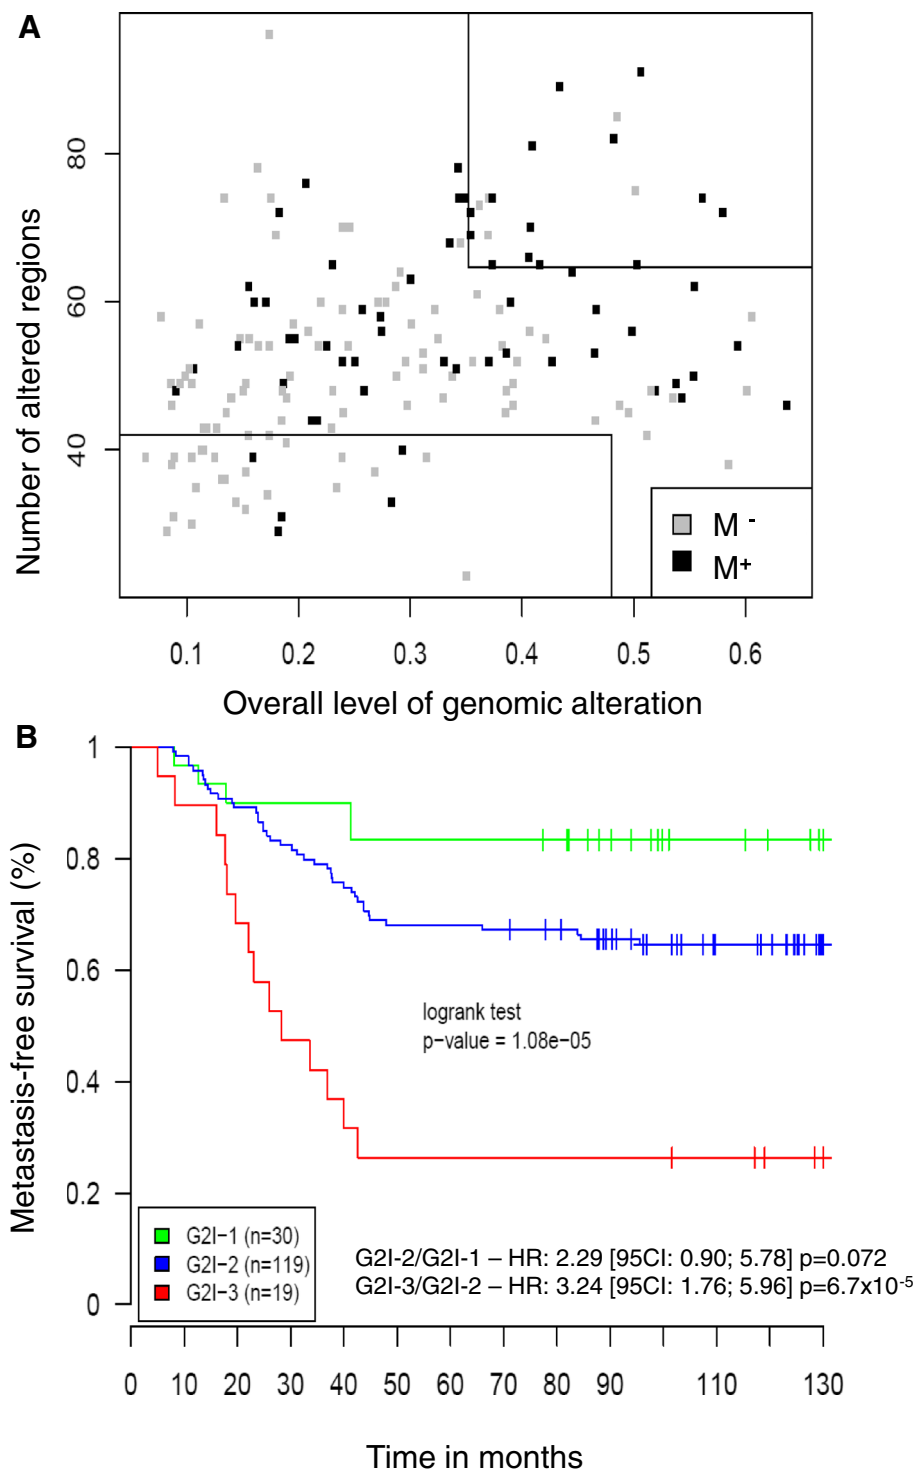 A
Number of altered regions
80
60
40
M -
M+
0.1 0.2 0.3 0.4 0.5 0.6
Overall level of genomic alteration
B
Metastasis-free survival (%)
1
0.8
0.6
0.4
0.2
0
logrank test
p−value = 1.08e−05
G2I−1 (n=30)
G2I−2 (n=119)
G2I−3 (n=19)
G2I-2/G2I-1 – HR: 2.29 [95CI: 0.90; 5.78] p=0.072
G2I-3/G2I-2 – HR: 3.24 [95CI: 1.76; 5.96] p=6.7x10-5
0 10 20 30 40 50 60 70 80 90 110 130
Time in months